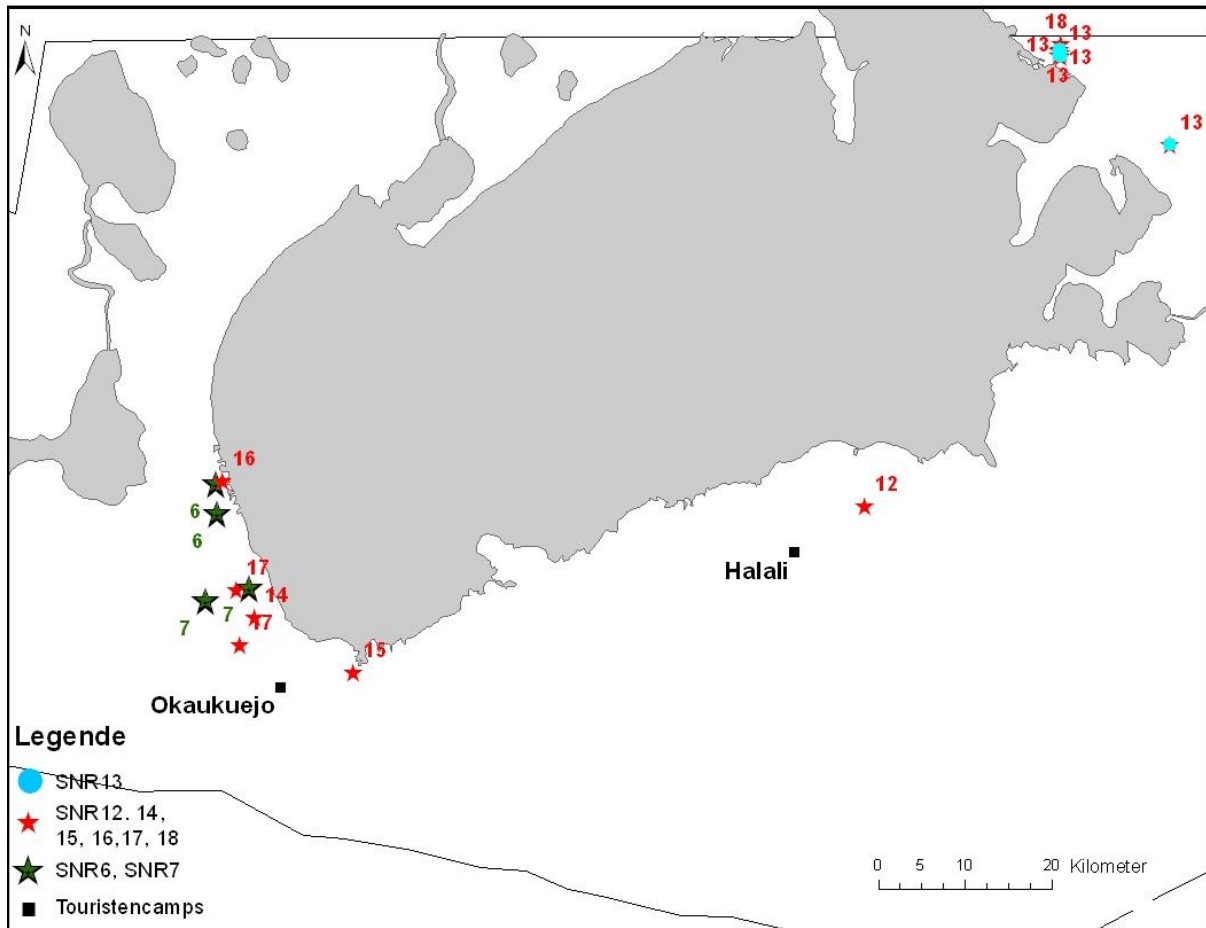 N
18
13
13
13
13
13
16
12
6
6
Halali
17
14
7
7
17
15
Okaukuejo
Legende
SNR13
SNR12. 14,
15, 16,17, 18
SNR6, SNR7
Touristencamps
0 5 10 20 Kilometer